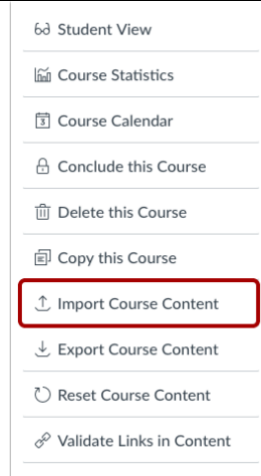 Student View
Course Statistics
Course Calendar
Conclude this Course
Delete this Course
Copy this Course
Import Course Content
Export Course Content
Reset Course Content
Validate Links in Content